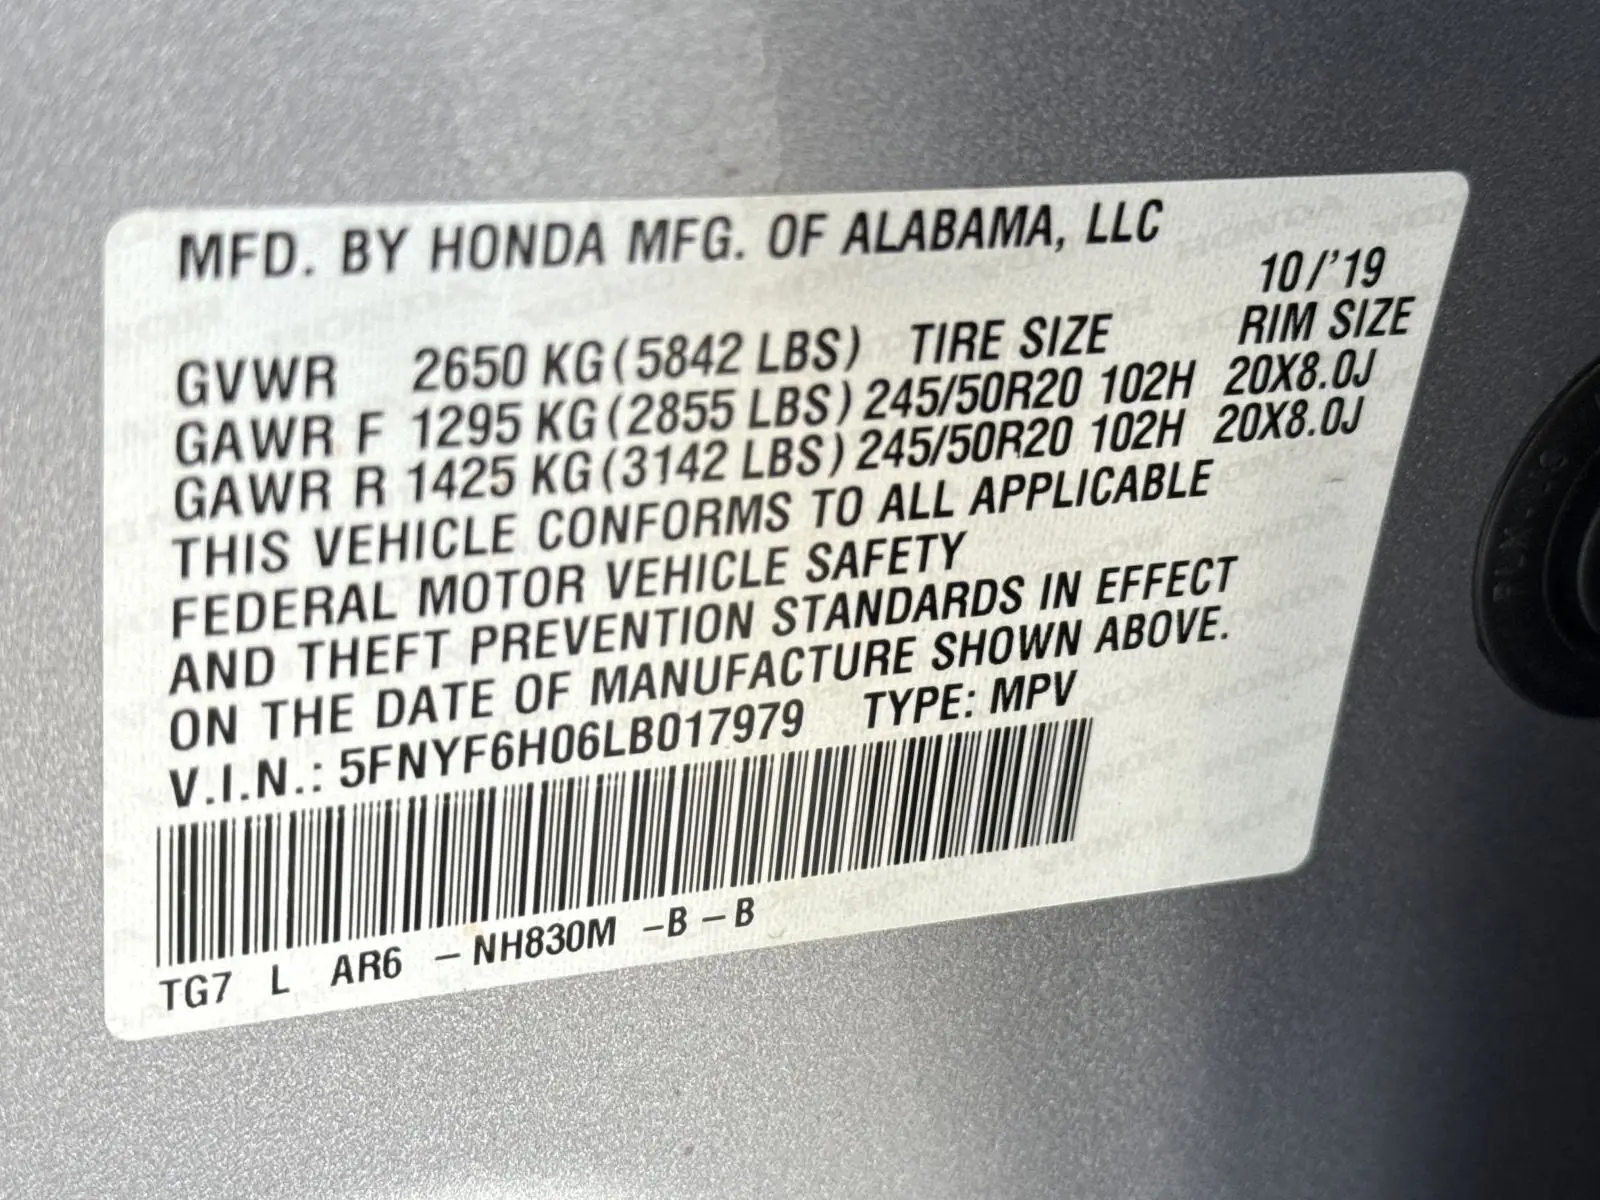 MFD. BY HONDA MFG. OF ALABAMA, LLC
10/'19
GVWR 2650 KG (5842 LBS) TIRE SIZE RIM SIZE
GAWR F 1295 KG (2855 LBS) 245/50R20 102H 20X8.0J
GAWR R 1425 KG (3142 LBS) 245/50R20 102H 20X8.0J
THIS VEHICLE CONFORMS TO ALL APPLICABLE
FEDERAL MOTOR VEHICLE SAFETY
AND THEFT PREVENTION STANDARDS IN EFFECT
ON THE DATE OF MANUFACTURE SHOWN ABOVE.
V.I.N.: 5FNYF6H06LB017979 TYPE: MPV
TG7 L AR6 – NH830M –B – B